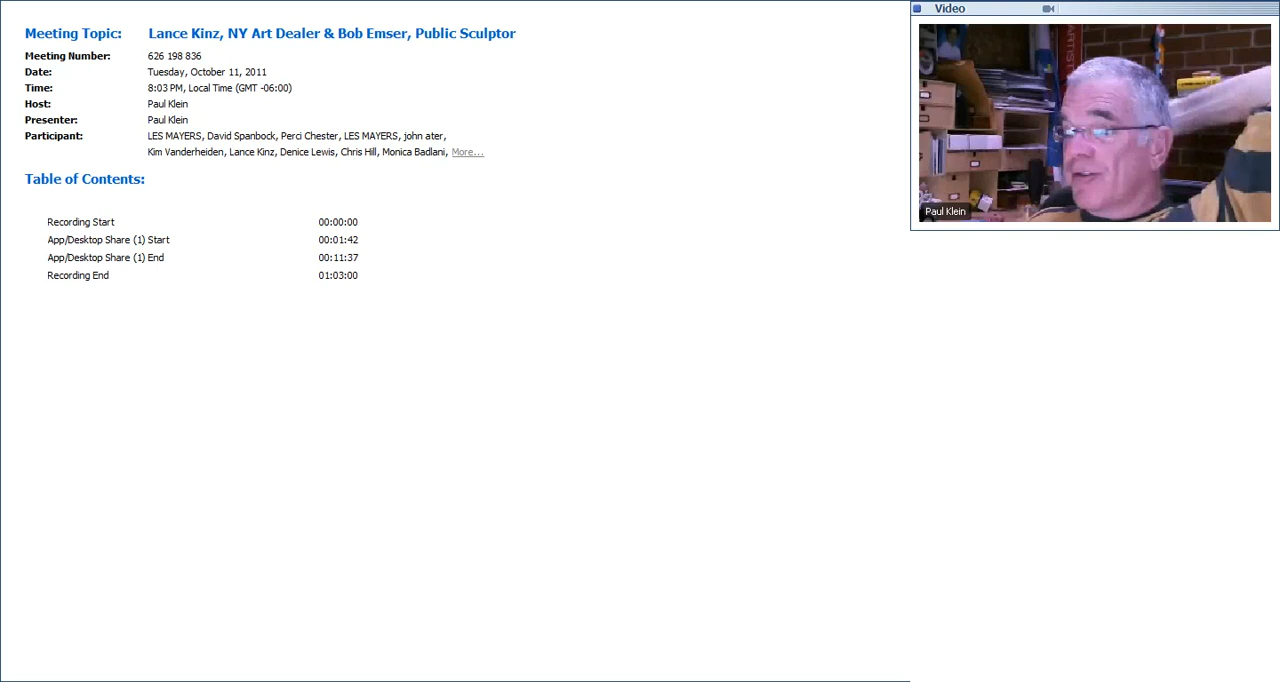 Meeting Topic: Lance Kinz, NY Art Dealer & Bob Emser, Public Sculptor
Meeting Number: 626 198 836
Date: Tuesday, October 11, 2011
Time: 8:03 PM, Local Time (GMT -06:00)
Host: Paul Klein
Presenter: Paul Klein
Participant: LES MAYERS, David Spanbock, Perci Chester, LES MAYERS, john ater,
Kim Vanderheiden, Lance Kinz, Denice Lewis, Chris Hill, Monica Badlani, More...
Table of Contents:
Recording Start 00:00:00
App/Desktop Share (1) Start 00:01:42
App/Desktop Share (1) End 00:11:37
Recording End 01:03:00
Video
ARTIST
Paul Klein